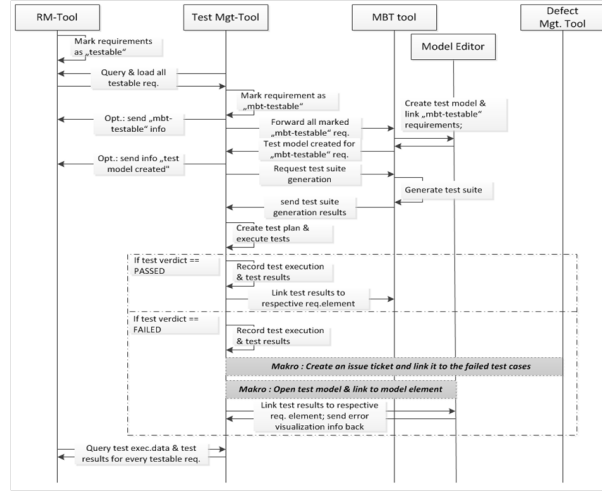 RM-Tool
Test Mgt-Tool
MBT tool
Defect
Mgt. Tool
Model Editor
Mark requirements
as „testable"
Query & load all
testable req.
Mark requirement as
„mbt-testable"
Opt.: send „mbt-
testable" info
Forward all marked
„mbt-testable" req.
Create test model &
link „mbt-testable"
requirements;
Test model created for
„mbt-testable" req.
Opt.: send info „test
model created"
Request test suite
generation
Generate test suite
send test suite
generation results
Create test plan &
execute tests
If test verdict ==
PASSED
Record test execution
& test results
Link test results to
respective req.element
If test verdict ==
FAILED
Record test execution
& test results
Makro : Create an issue ticket and link it to the failed test cases
Makro : Open test model & link to model element
Link test results to respective
req. element; send error
visualization info back
Query test exec.data & test
results for every testable req.